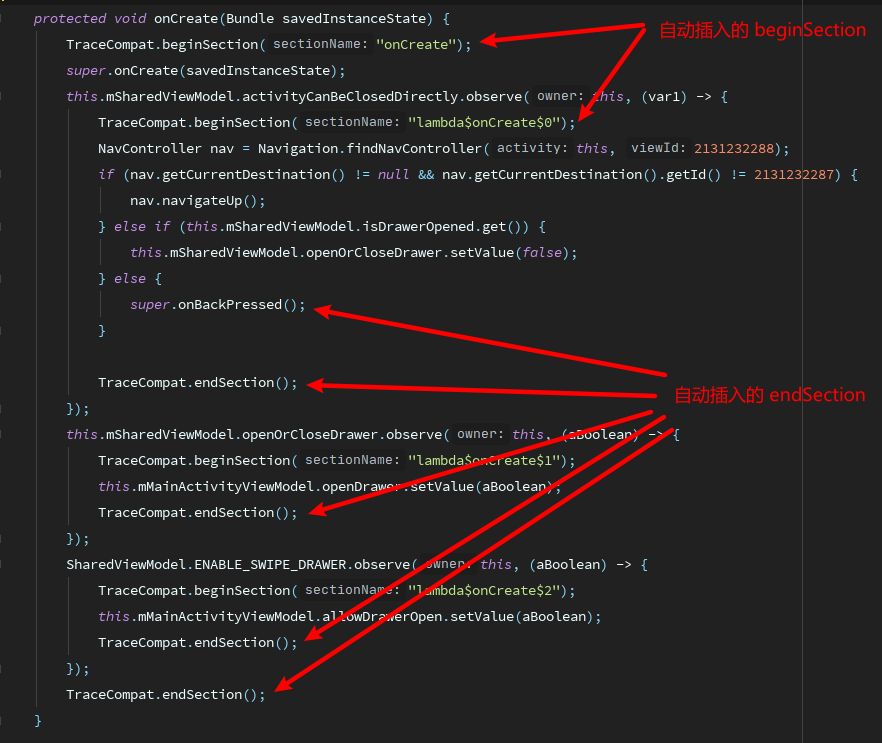 protected void onCreate(Bundle savedInstanceState) {
TraceCompat.beginSection( sectionName: "onCreate");
自动插入的 beginSection
super.onCreate(savedInstanceState);
this.mSharedViewModel.activityCanBeClosedDirectly.observe( owner: this, (var1) -> {
TraceCompat.beginSection( sectionName: "lambda$onCreate$0");
NavController nav = Navigation.findNavController( activity: this, viewId: 2131232288);
if (nav.getCurrentDestination() != null && nav.getCurrentDestination().getId() != 2131232287) {
nav.navigateUp();
} else if (this.mSharedViewModel.isDrawerOpened.get()) {
this.mSharedViewModel.openOrCloseDrawer.setValue(false);
} else {
super.onBackPressed();
}
TraceCompat.endSection();
自动插入的 endSection
});
this.mSharedViewModel.openOrCloseDrawer.observe( owner: this, (aBoolean) -> {
TraceCompat.beginSection( sectionName: "lambda$onCreate$1");
this.mMainActivityViewModel.openDrawer.setValue(aBoolean);
TraceCompat.endSection();
});
SharedViewModel.ENABLE_SWIPE_DRAWER.observe( owner: this, (aBoolean) -> {
TraceCompat.beginSection( sectionName: "lambda$onCreate$2");
this.mMainActivityViewModel.allowDrawerOpen.setValue(aBoolean);
TraceCompat.endSection();
});
TraceCompat.endSection();
}